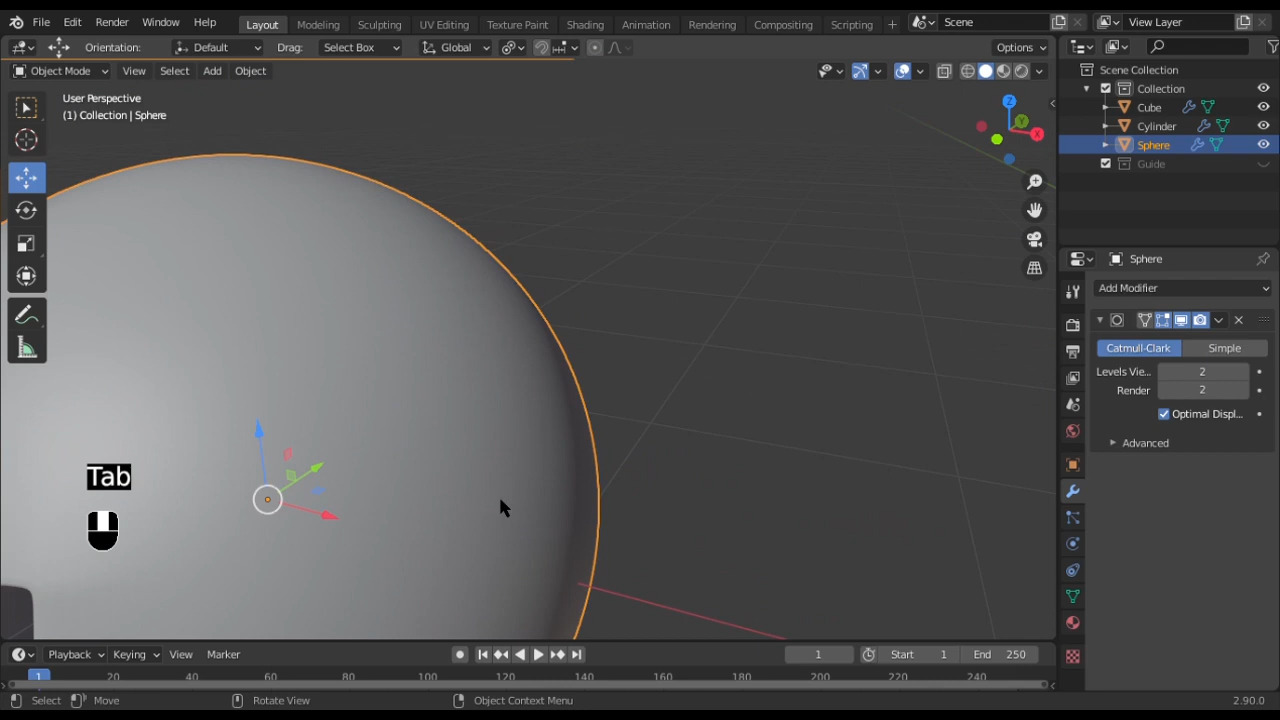 File Edit Render Window Help Layout Modeling Sculpting UV Editing Texture Paint Shading Animation Rendering Compositing Scripting + Scene View Layer
Orientation: Default Drag: Select Box Global Options
Object Mode View Select Add Object
User Perspective
(1) Collection | Sphere
Z
Y
X
Scene Collection
Collection
Cube
Cylinder
Sphere
Guide
Sphere
Add Modifier
Catmull-Clark Simple
Levels Vie... 2
Render 2
Optimal Displ...
Advanced
Tab
Playback Keying View Marker 1 Start 1 End 250
1 20 40 60 80 100 120 140 160 180 200 220 240
Select Move Rotate View Object Context Menu 2.90.0